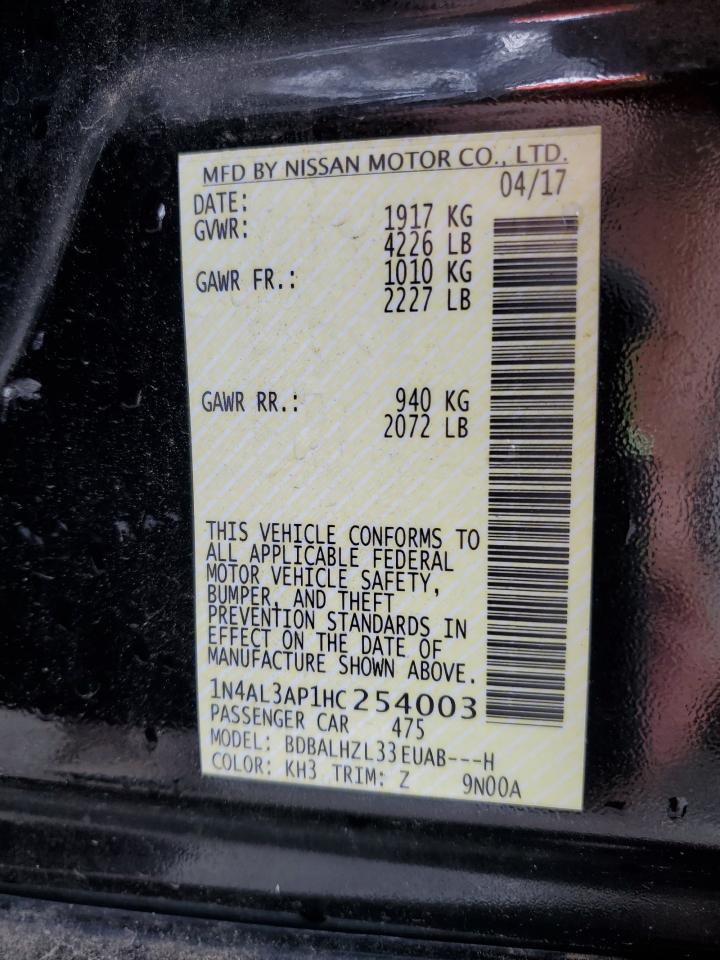 MFD BY NISSAN MOTOR CO., LTD.
DATE: 04/17
GVWR: 1917 KG
4226 LB
GAWR FR.: 1010 KG
2227 LB
GAWR RR.: 940 KG
2072 LB
THIS VEHICLE CONFORMS TO
ALL APPLICABLE FEDERAL
MOTOR VEHICLE SAFETY,
BUMPER, AND THEFT
PREVENTION STANDARDS IN
EFFECT ON THE DATE OF
MANUFACTURE SHOWN ABOVE.
1N4AL3AP1HC254003
PASSENGER CAR 475
MODEL: BDBALHZL33EUAB---H
COLOR: KH3 TRIM: Z 9N00A